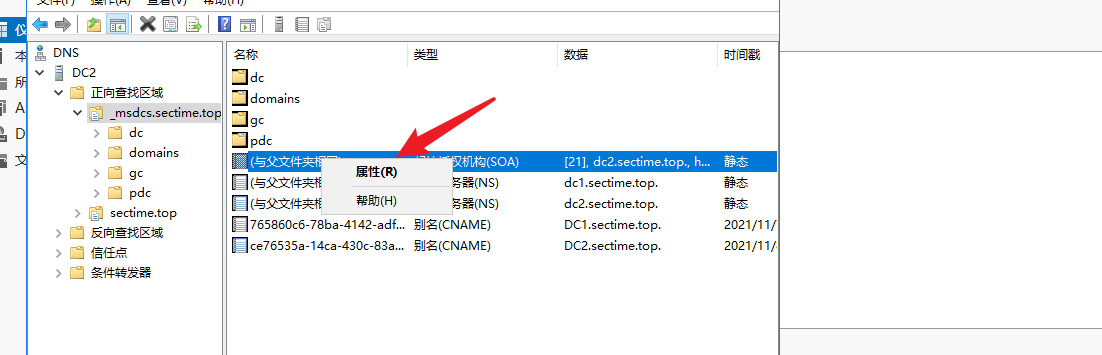 文件(F) 操作(A) 查看(V) 帮助(H)
仪
本
所
A
D
文
DNS
DC2
正向查找区域
_msdcs.sectime.top
dc
domains
gc
pdc
sectime.top
反向查找区域
信任点
条件转发器
名称 类型 数据 时间戳
dc
domains
gc
pdc
(与父文件夹相同) 权机构(SOA) [21], dc2.sectime.top., h... 静态
(与父文件夹相 务器(NS) dc1.sectime.top. 静态
(与父文件夹相 务器(NS) dc2.sectime.top. 静态
765860c6-78ba-4142-adf... 别名(CNAME) DC1.sectime.top. 2021/11/
ce76535a-14ca-430c-83a... 别名(CNAME) DC2.sectime.top. 2021/11/
属性(R)
帮助(H)